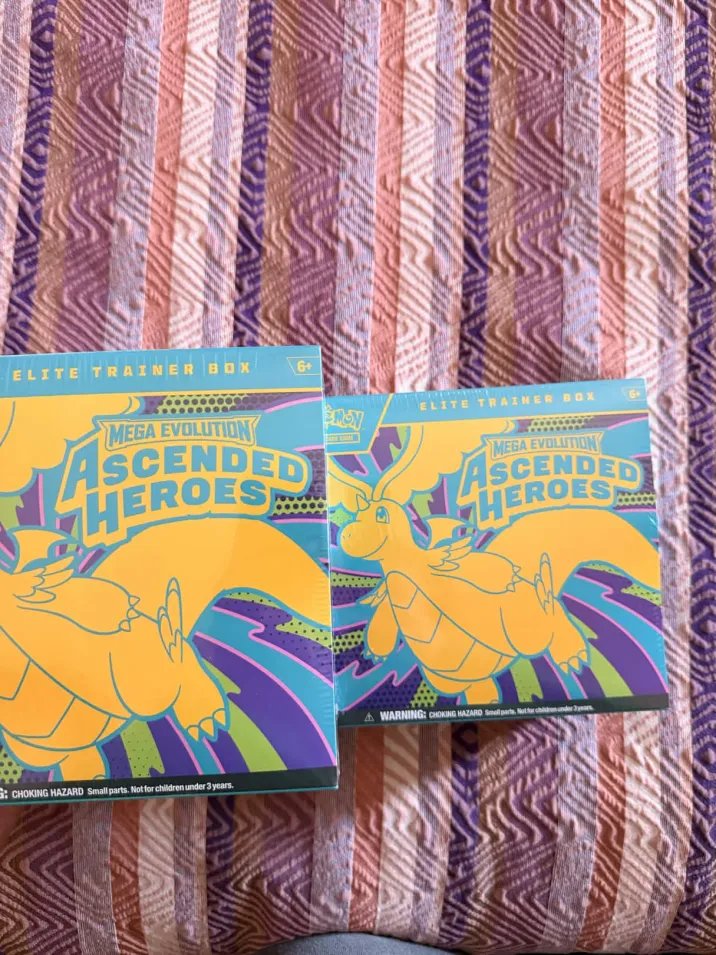 ELITE TRAINER BOX
6+
MEGA EVOLUTION
ASCENDED
HEROES
G: CHOKING HAZARD Small parts. Not for children under 3 years.
ELITE TRAINER BOX
6+
MEGA EVOLUTION
ASCENDED
HEROES
WARNING: CHOKING HAZARD Small parts. Not for children under 3 years.